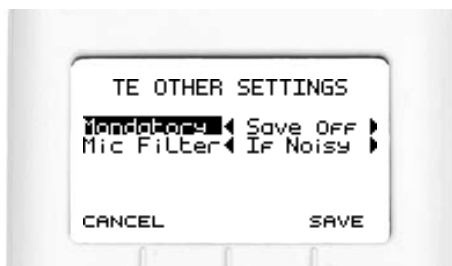 TE OTHER SETTINGS
Mandatory Save Off
Mic Filter If Noisy
CANCEL SAVE